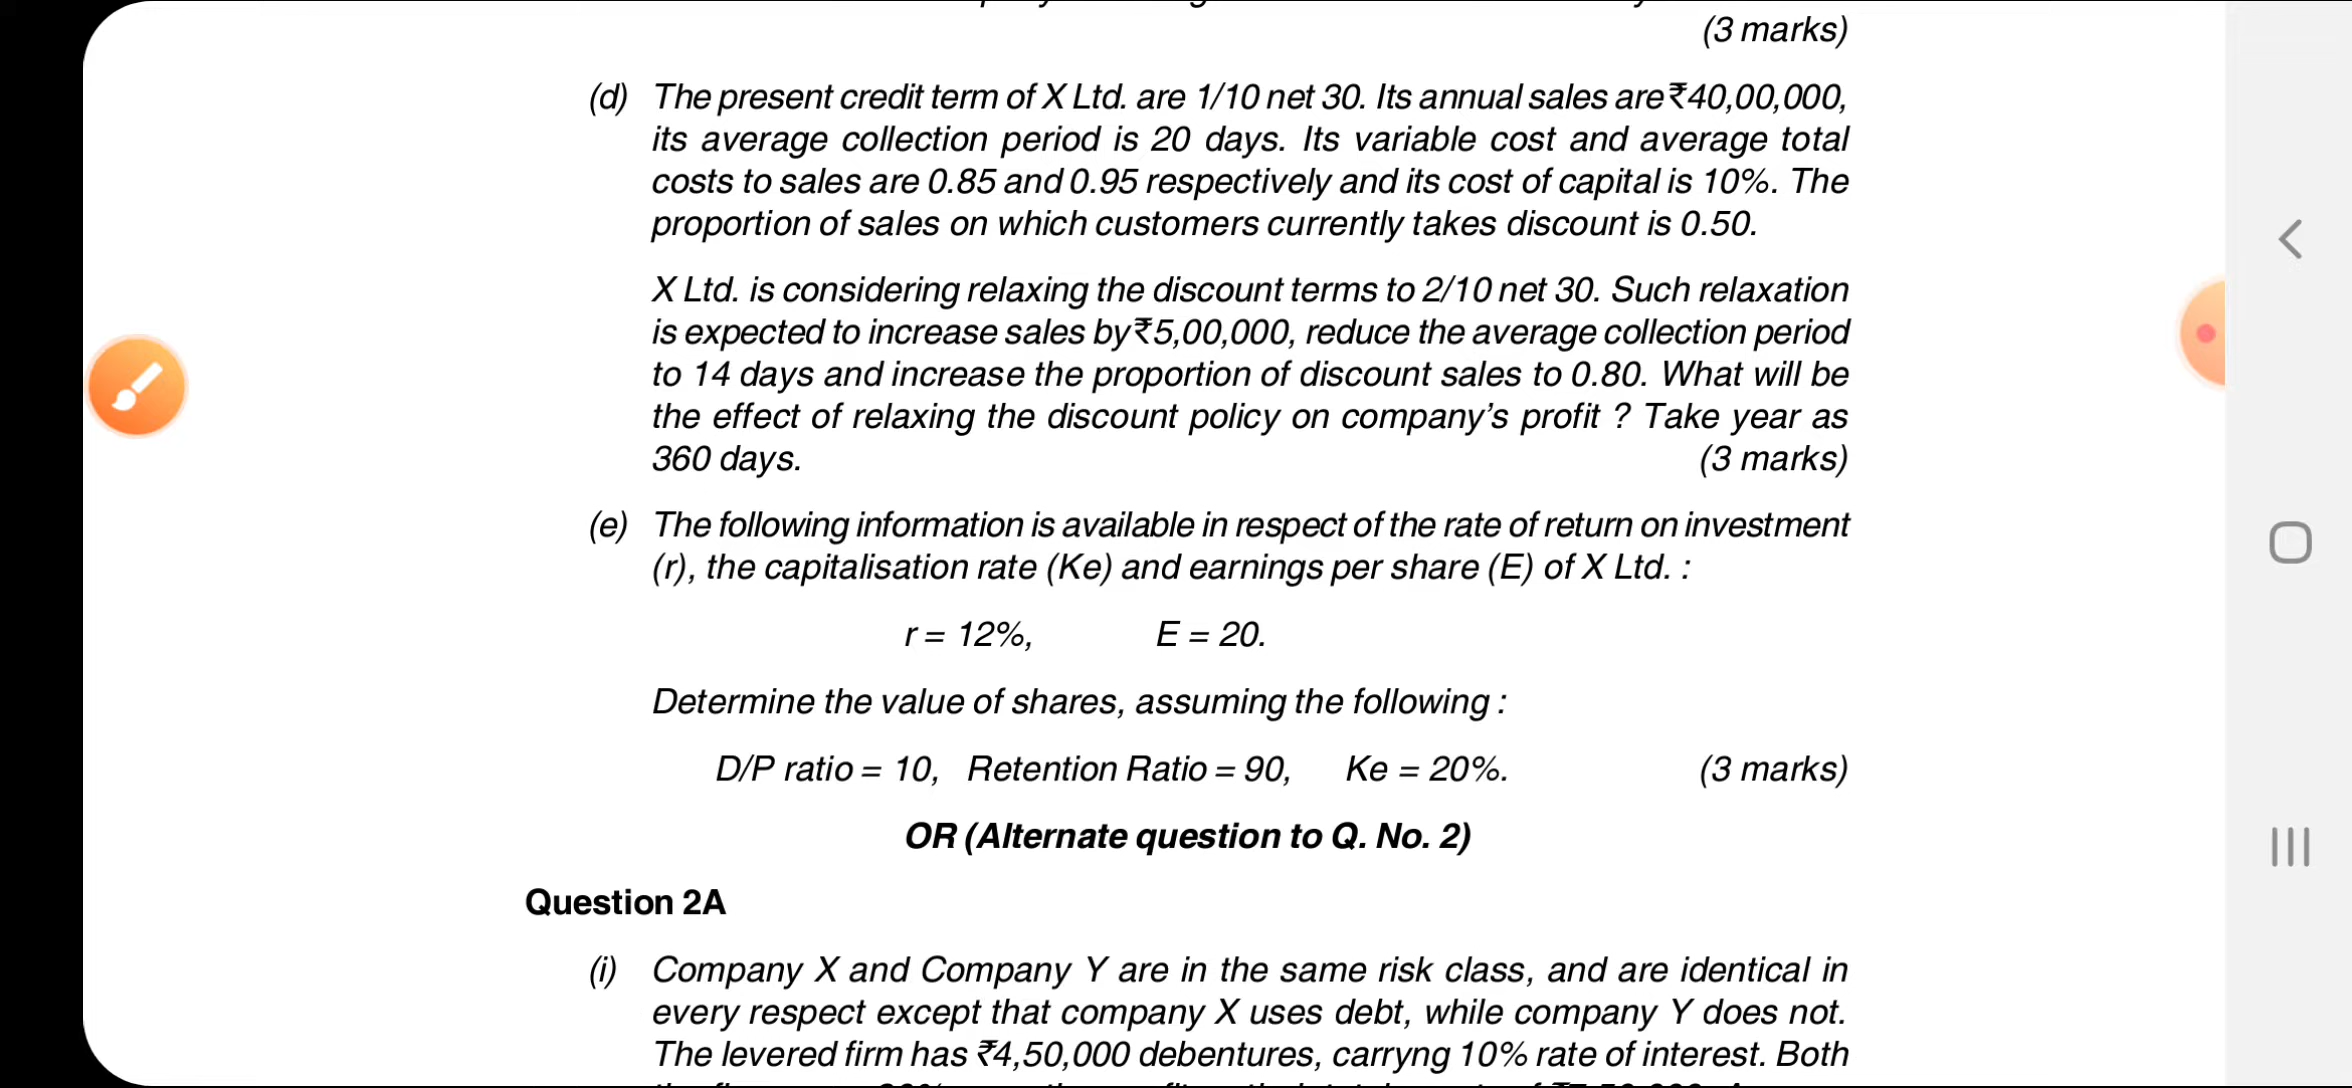 (3 marks)
(d) The present credit term of X Ltd. are 1/10 net 30. Its annual sales are ₹40,00,000,
its average collection period is 20 days. Its variable cost and average total
costs to sales are 0.85 and 0.95 respectively and its cost of capital is 10%. The
proportion of sales on which customers currently takes discount is 0.50.
X Ltd. is considering relaxing the discount terms to 2/10 net 30. Such relaxation
is expected to increase sales by ₹5,00,000, reduce the average collection period
to 14 days and increase the proportion of discount sales to 0.80. What will be
the effect of relaxing the discount policy on company's profit ? Take year as
360 days. (3 marks)
(e) The following information is available in respect of the rate of return on investment
(r), the capitalisation rate (Ke) and earnings per share (E) of X Ltd. :
r = 12%, E = 20.
Determine the value of shares, assuming the following :
D/P ratio = 10, Retention Ratio = 90, Ke = 20%. (3 marks)
OR (Alternate question to Q. No. 2)
Question 2A
(i) Company X and Company Y are in the same risk class, and are identical in
every respect except that company X uses debt, while company Y does not.
The levered firm has ₹4,50,000 debentures, carryng 10% rate of interest. Both